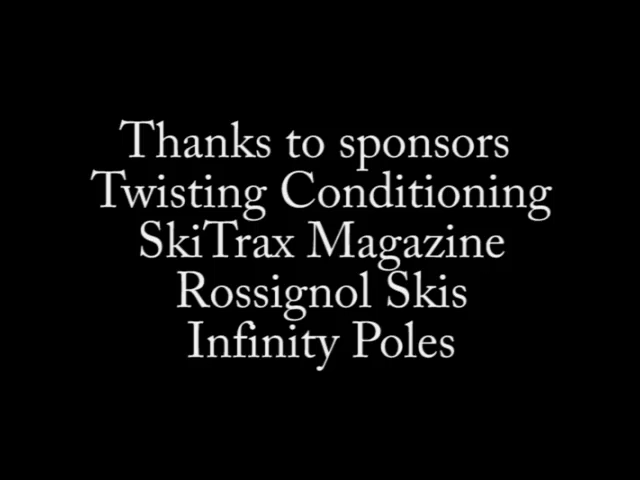 Thanks to sponsors
Twisting Conditioning
SkiTrax Magazine
Rossignol Skis
Infinity Poles